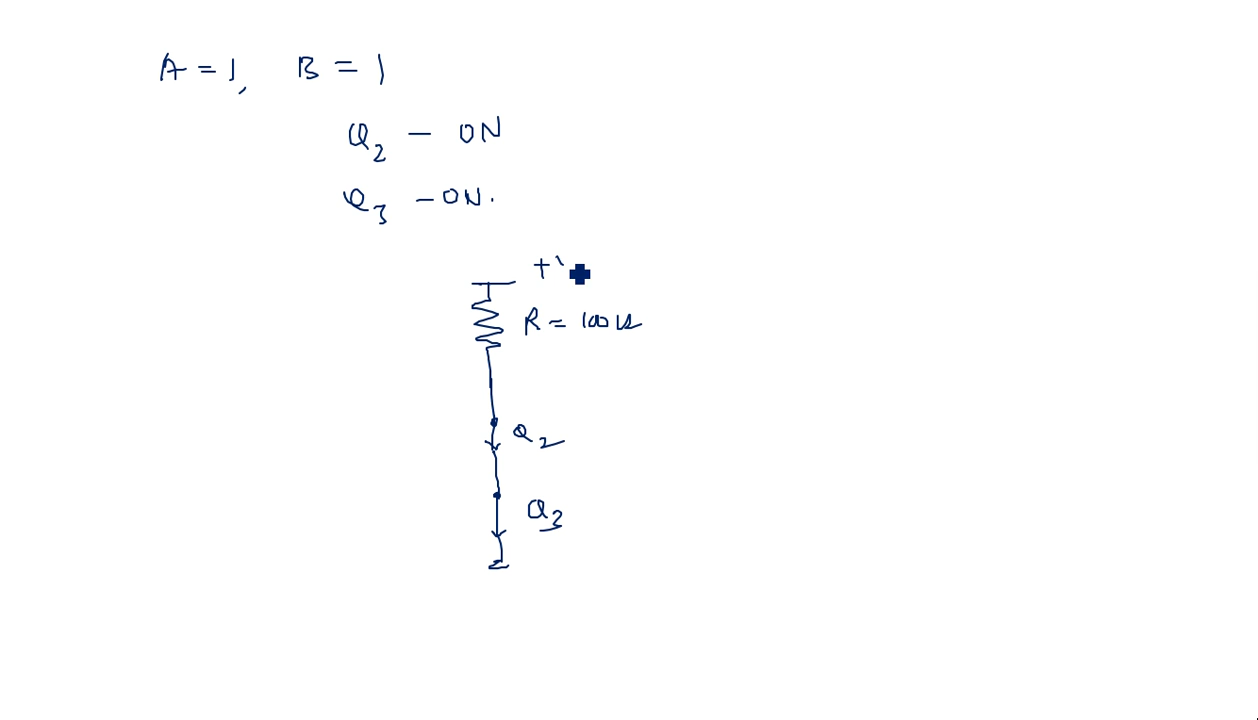 A = 1, B = 1
Q2 - ON
Q3 - ON.
R = 100
Q2
Q3